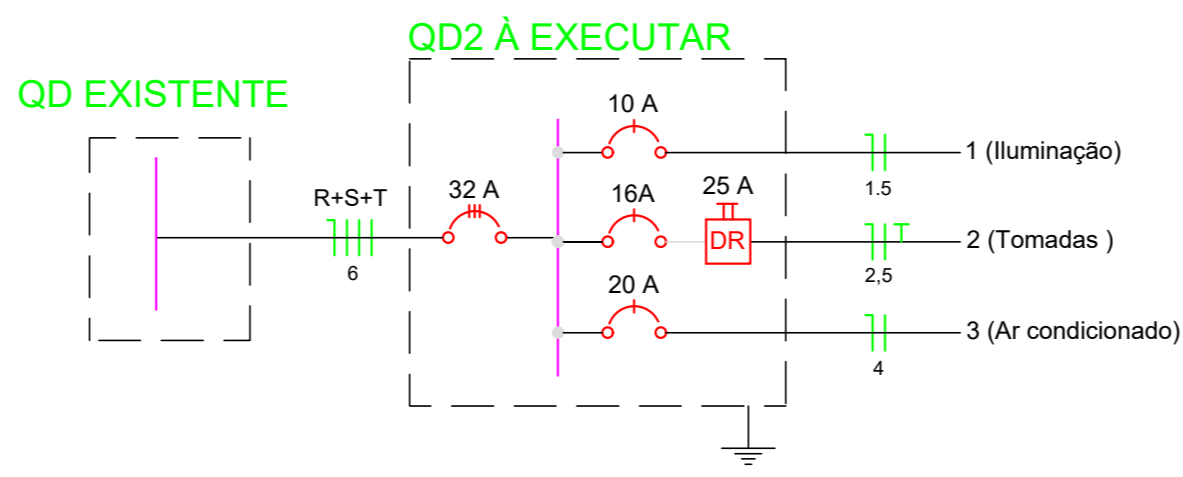 QD2 À EXECUTAR
QD EXISTENTE
10 A
1 (Iluminação)
1.5
R+S+T
32 A
16A
25 A
DR
T
2 (Tomadas )
6
2,5
20 A
3 (Ar condicionado)
4